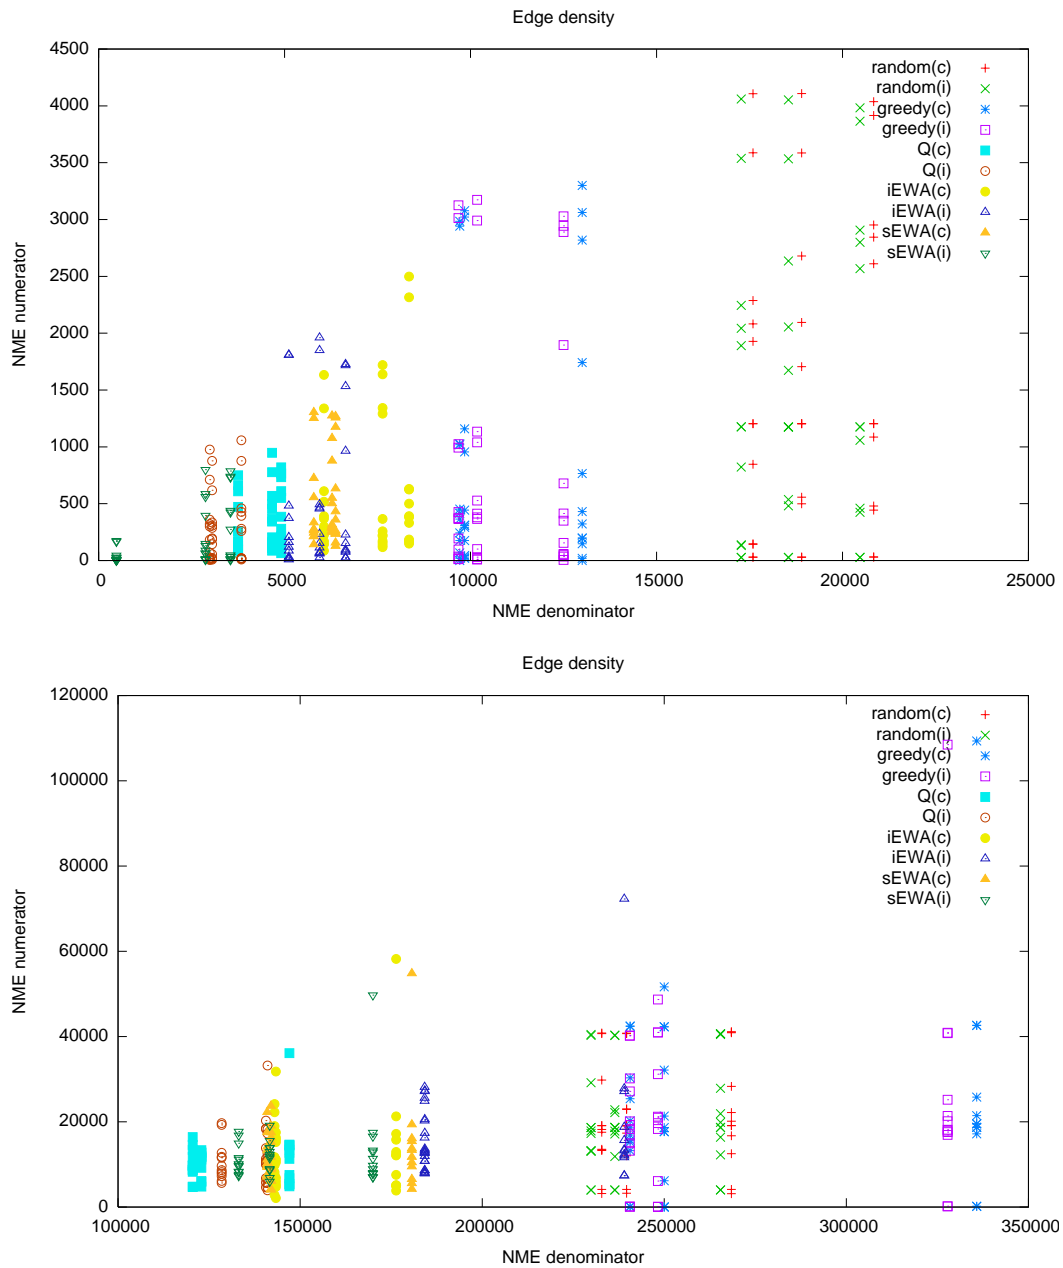 Edge density
4500
4000
3500
3000
2500
2000
1500
1000
500
0
NME numerator
random(c)
random(i)
greedy(c)
greedy(i)
Q(c)
Q(i)
iEWA(c)
iEWA(i)
sEWA(c)
sEWA(i)
0 5000 10000 15000 20000 25000
NME denominator
Edge density
120000
100000
80000
60000
40000
20000
0
NME numerator
random(c)
random(i)
greedy(c)
greedy(i)
Q(c)
Q(i)
iEWA(c)
iEWA(i)
sEWA(c)
sEWA(i)
100000 150000 200000 250000 300000 350000
NME denominator